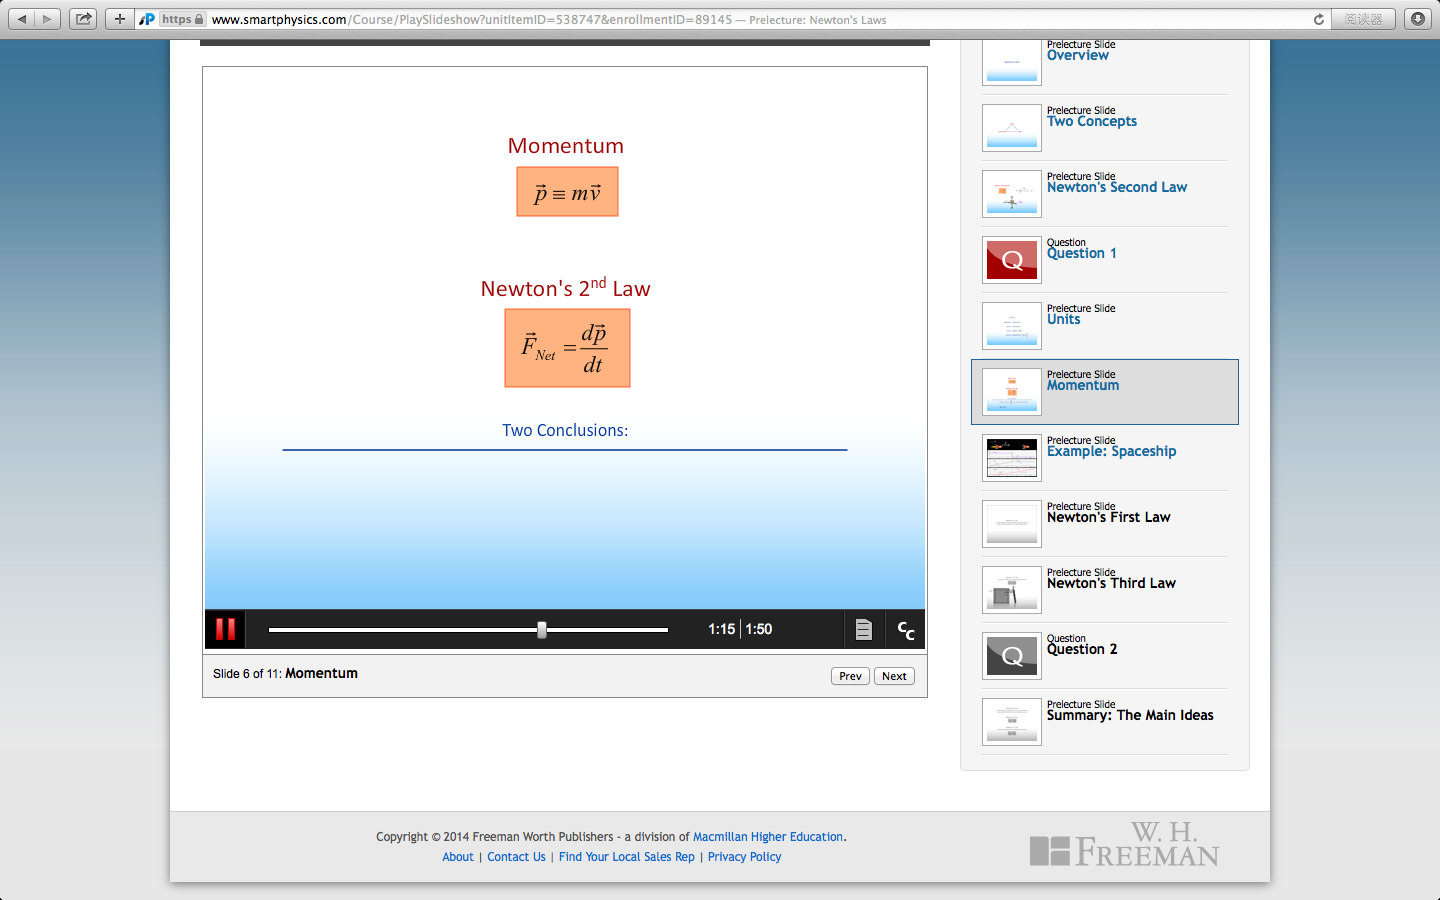 https www.smartphysics.com/Course/PlaySlideshow?unitItemID=538747&enrollmentID=89145 — Prelecture: Newton's Laws
阅读器
Momentum
p⃗ ≡ mv⃗
Newton's 2nd Law
F⃗Net = dp⃗/dt
Two Conclusions:
1:15 | 1:50
CC
Slide 6 of 11: Momentum
Prev
Next
Prelecture Slide
Overview
Prelecture Slide
Two Concepts
Prelecture Slide
Newton's Second Law
Q
Question
Question 1
Prelecture Slide
Units
Prelecture Slide
Momentum
Prelecture Slide
Example: Spaceship
Prelecture Slide
Newton's First Law
Prelecture Slide
Newton's Third Law
Q
Question
Question 2
Prelecture Slide
Summary: The Main Ideas
Copyright © 2014 Freeman Worth Publishers - a division of Macmillan Higher Education.
About | Contact Us | Find Your Local Sales Rep | Privacy Policy
W. H.
FREEMAN